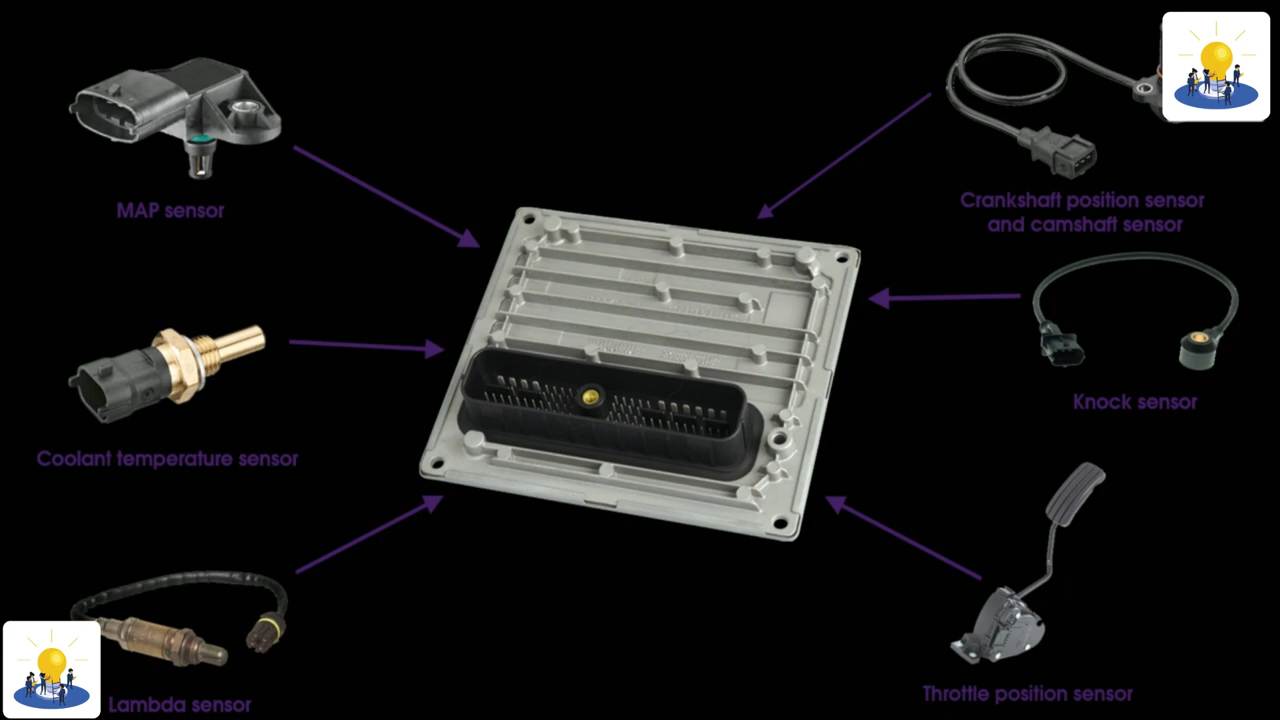 MAP sensor
Crankshaft position sensor
and camshaft sensor
Knock sensor
Coolant temperature sensor
Throttle position sensor
Lambda sensor